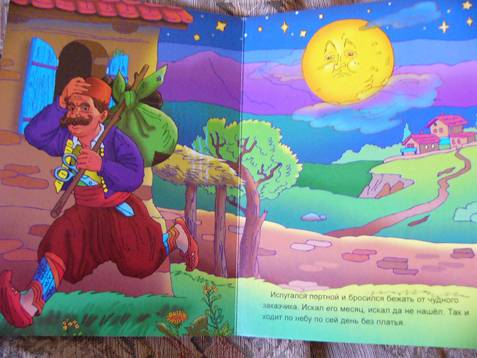 Испугался портной и бросился бежать от чудного
заказчика. Искал его месяц, искал да не нашёл. Так и
ходит по небу по сей день без платья.